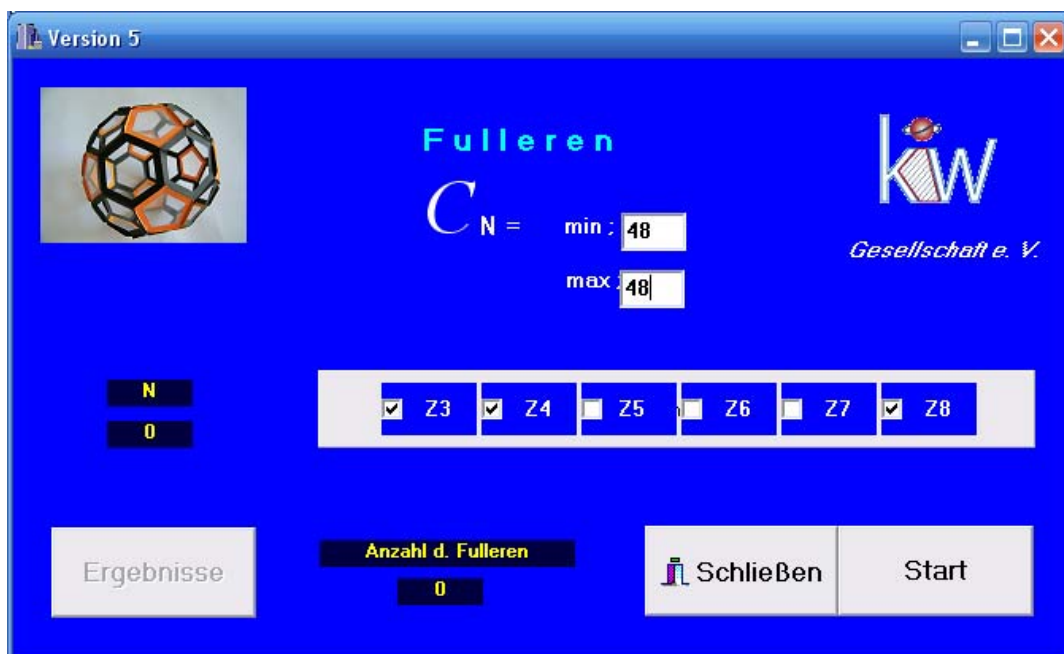 Version 5
Fulleren
C N = min ; 48
max ; 48
kiw
Gesellschaft e. V.
N
0
Z3 Z4 Z5 Z6 Z7 Z8
Ergebnisse
Anzahl d. Fulleren
0
Schließen
Start